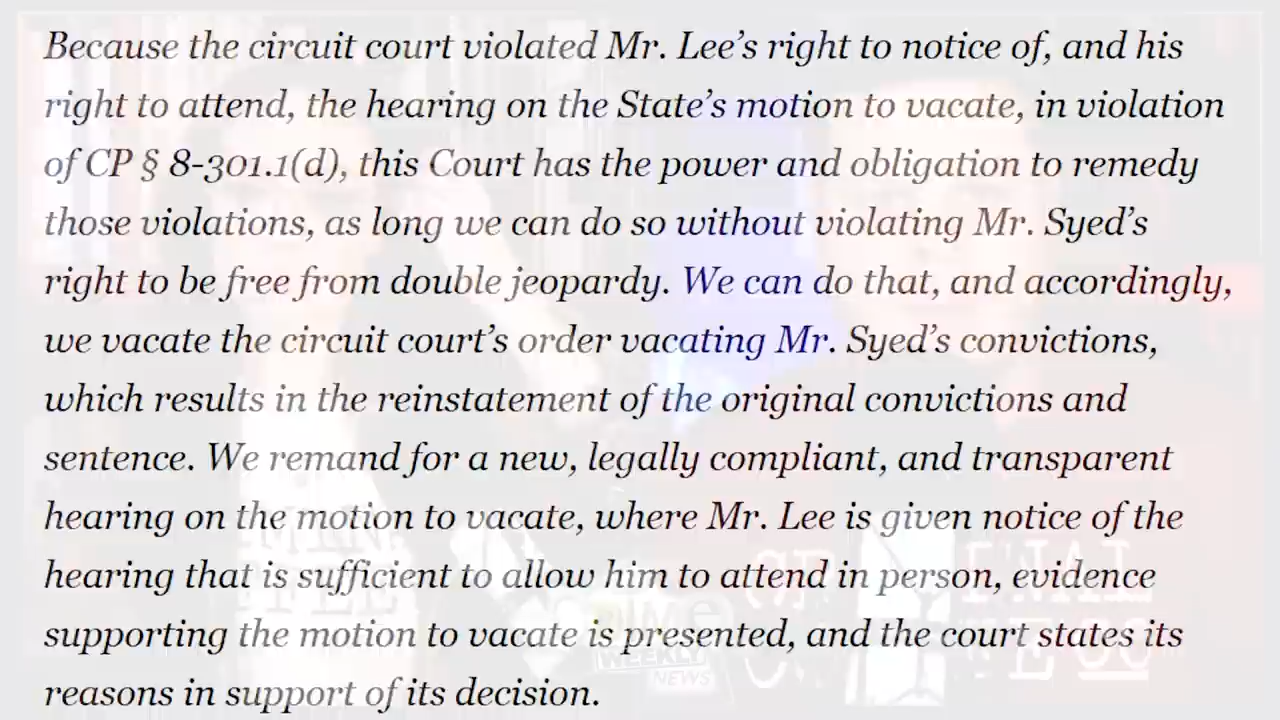 Because the circuit court violated Mr. Lee’s right to notice of, and his
right to attend, the hearing on the State’s motion to vacate, in violation
of CP § 8-301.1(d), this Court has the power and obligation to remedy
those violations, as long we can do so without violating Mr. Syed’s
right to be free from double jeopardy. We can do that, and accordingly,
we vacate the circuit court’s order vacating Mr. Syed’s convictions,
which results in the reinstatement of the original convictions and
sentence. We remand for a new, legally compliant, and transparent
hearing on the motion to vacate, where Mr. Lee is given notice of the
hearing that is sufficient to allow him to attend in person, evidence
supporting the motion to vacate is presented, and the court states its
reasons in support of its decision.
WEEKLY
NEWS